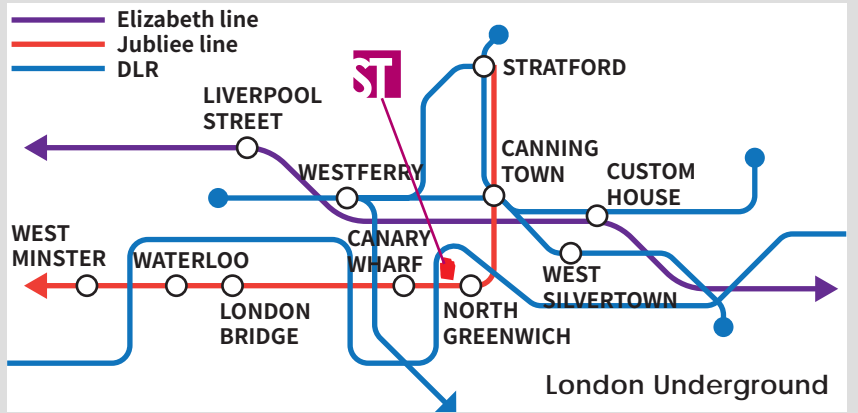 Elizabeth line
Jubliee line
DLR
ST
STRATFORD
LIVERPOOL
STREET
CANNING
TOWN
WESTFERRY
CUSTOM
HOUSE
WEST
MINSTER
WATERLOO
CANARY
WHARF
WEST
SILVERTOWN
LONDON
BRIDGE
NORTH
GREENWICH
London Underground